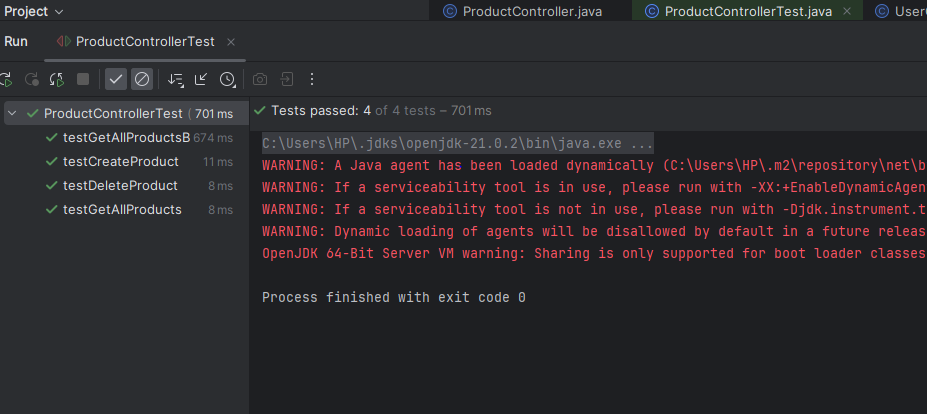 Project
ProductController.java
ProductControllerTest.java
Run
ProductControllerTest
ProductControllerTest
701 ms
testGetAllProductsB
674 ms
testCreateProduct
11 ms
testDeleteProduct
8 ms
testGetAllProducts
8 ms
Tests passed: 4 of 4 tests – 701 ms
C:\Users\HP\.jdks\openjdk-21.0.2\bin\java.exe ...
WARNING: A Java agent has been loaded dynamically (C:\Users\HP\.m2\repository\net\b
WARNING: If a serviceability tool is in use, please run with -XX:+EnableDynamicAgen
WARNING: If a serviceability tool is not in use, please run with -Djdk.instrument.t
WARNING: Dynamic loading of agents will be disallowed by default in a future releas
OpenJDK 64-Bit Server VM warning: Sharing is only supported for boot loader classes
Process finished with exit code 0